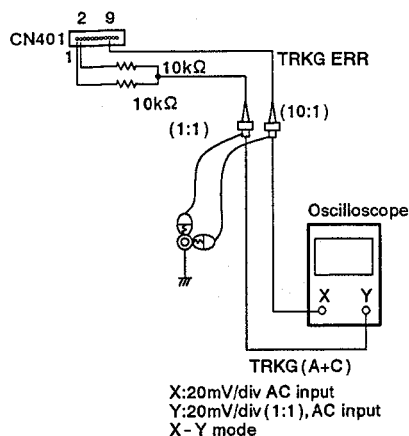 2 9
CN401
1
10kΩ
10kΩ
TRKG ERR
(1:1)
(10:1)
Oscilloscope
X Y
TRKG (A+C)
X:20mV/div AC input
Y:20mV/div (1:1), AC input
X-Y mode